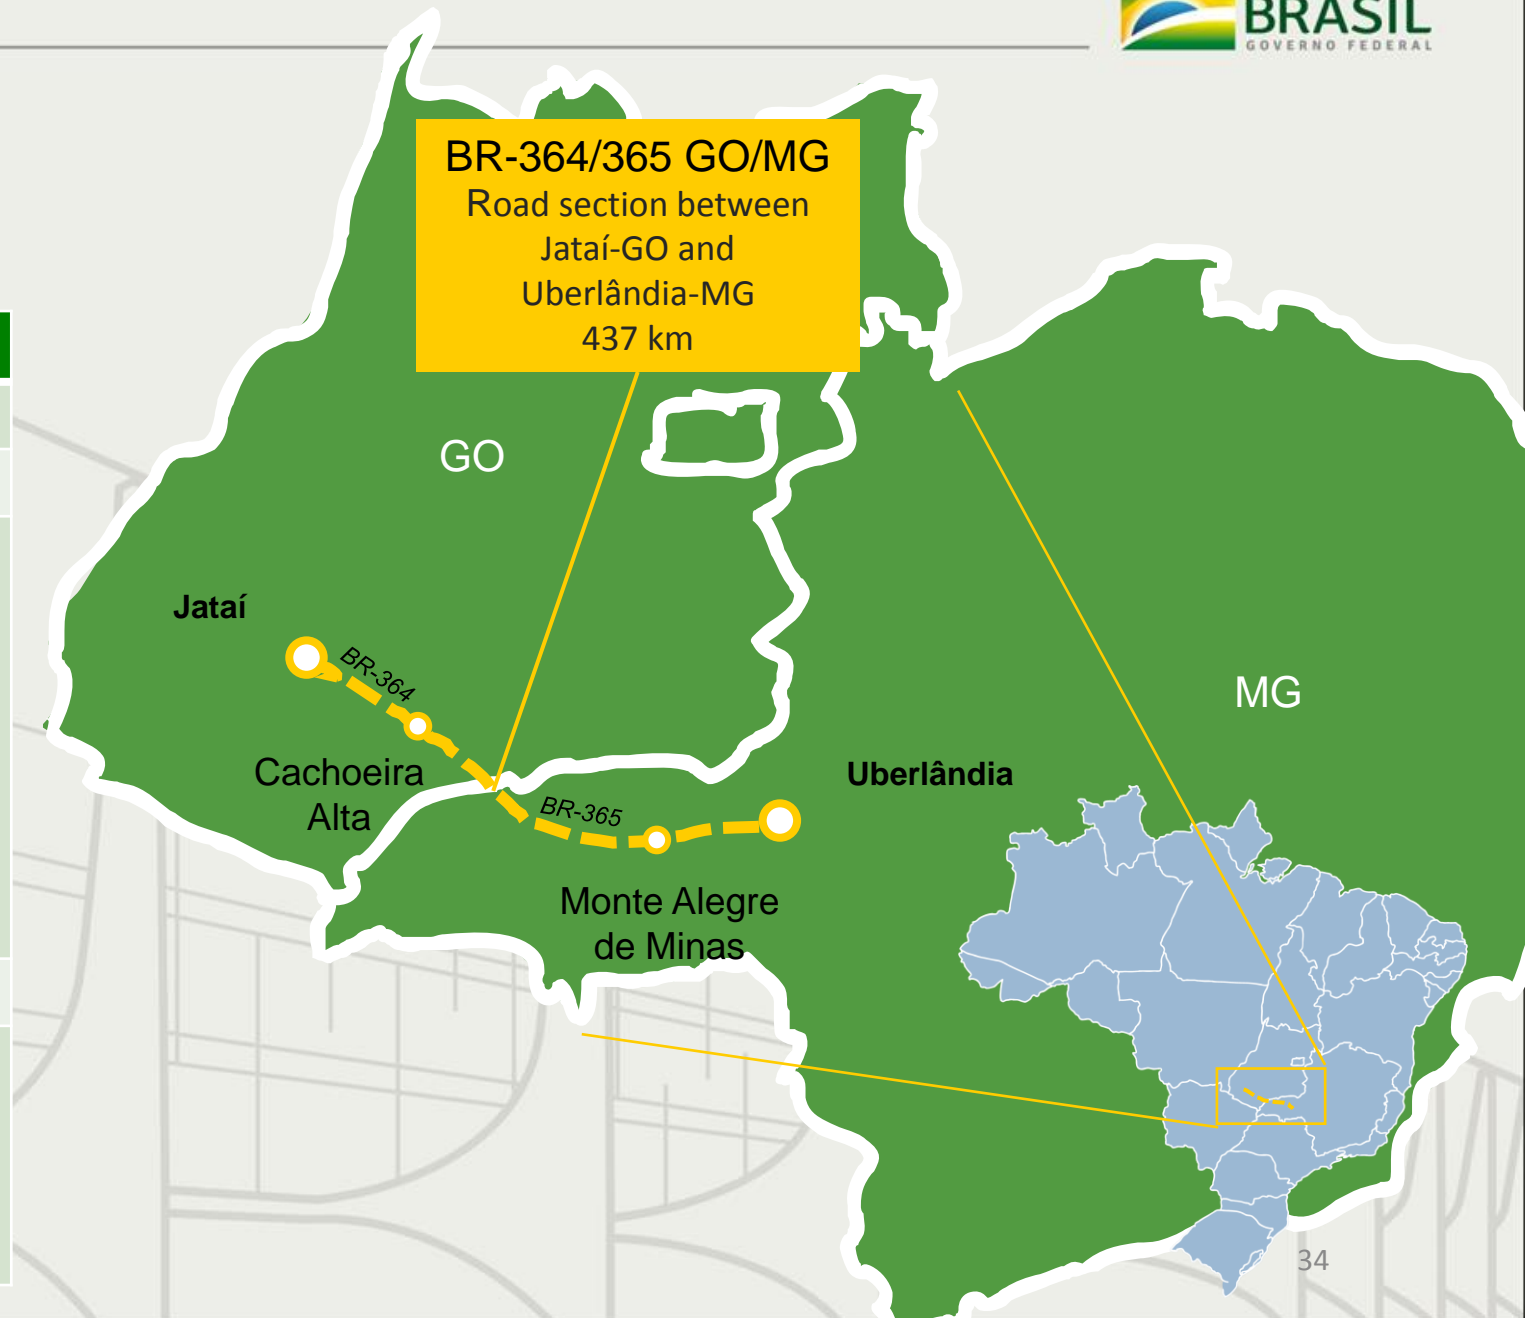 BRASIL
GOVERNO FEDERAL
BR-364/365 GO/MG
Road section between
Jataí-GO and
Uberlândia-MG
437 km
GO
Jataí
BR-364
MG
Cachoeira
Alta
Uberlândia
BR-365
Monte Alegre
de Minas
34